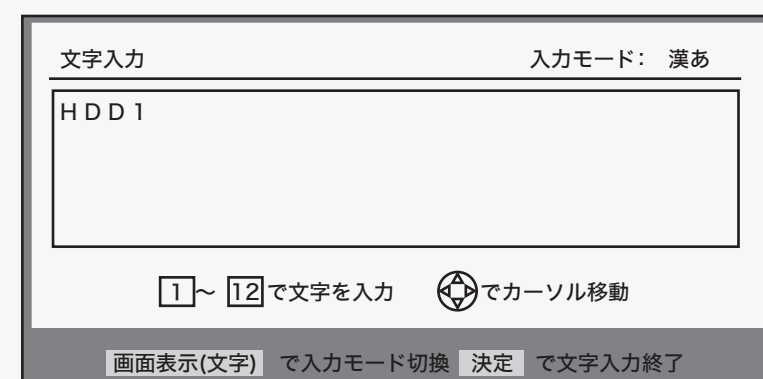 文字入力 入力モード： 漢あ
HDD1
1～ 12で文字を入力 でカーソル移動
画面表示(文字) で入力モード切換 決定 で文字入力終了